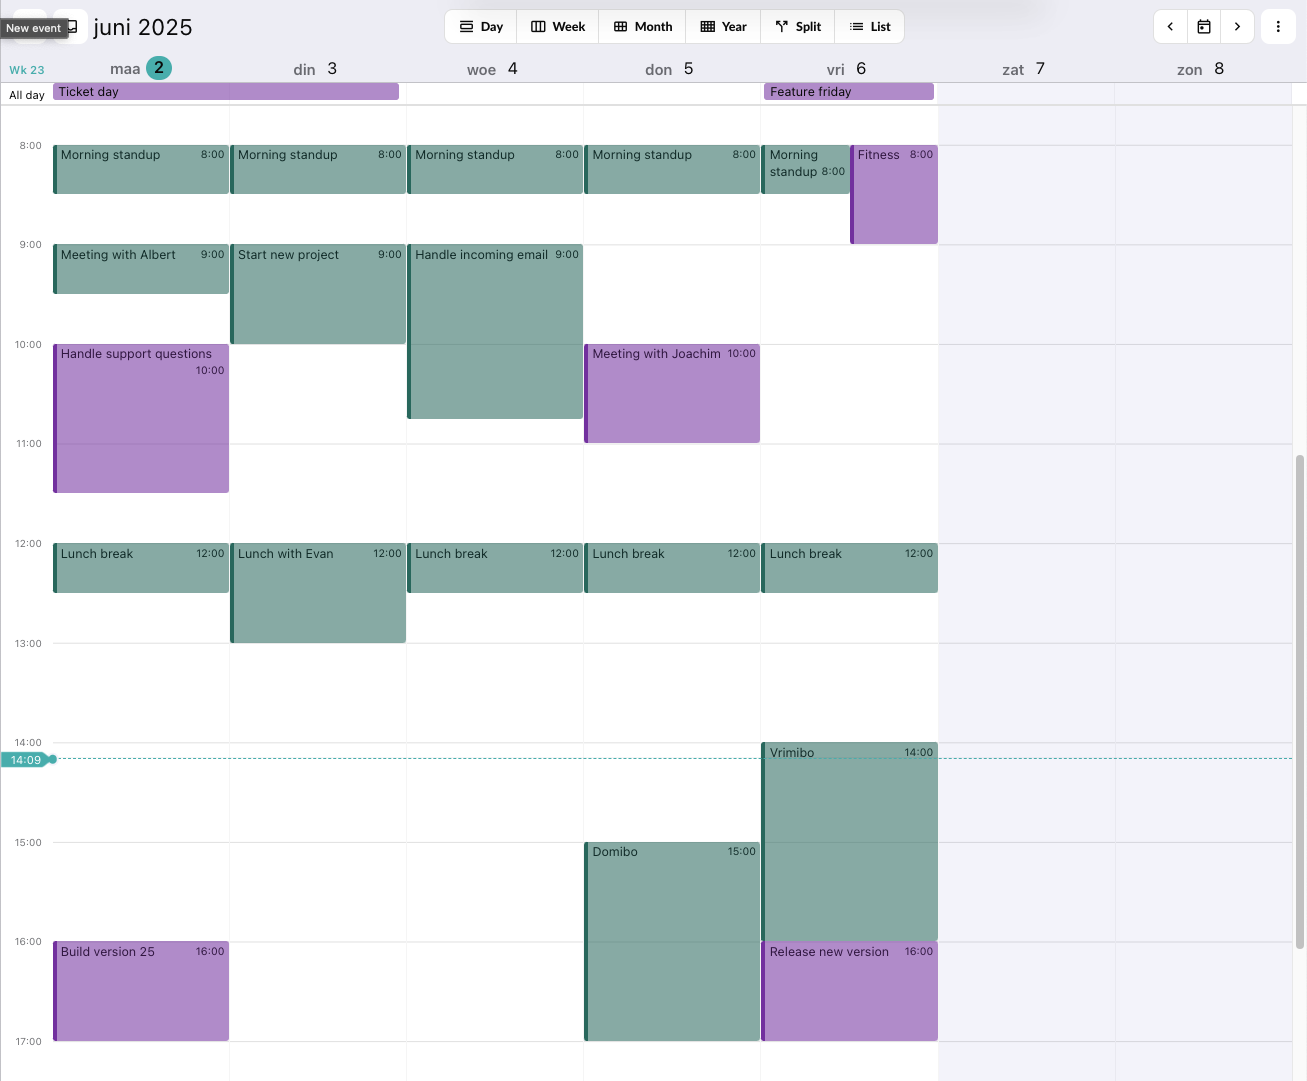 New event
juni 2025
Day
Week
Month
Year
Split
List
Wk 23
maa 2
din 3
woe 4
don 5
vri 6
zat 7
zon 8
All day
Ticket day
Feature friday
8:00
Morning standup 8:00
Morning standup 8:00
Morning standup 8:00
Morning standup 8:00
Morning
standup 8:00
Fitness 8:00
9:00
Meeting with Albert 9:00
Start new project 9:00
Handle incoming email 9:00
10:00
Handle support questions
10:00
Meeting with Joachim 10:00
11:00
12:00
Lunch break 12:00
Lunch with Evan 12:00
Lunch break 12:00
Lunch break 12:00
Lunch break 12:00
13:00
14:00
Vrimbo 14:00
14:09
15:00
Domibo 15:00
16:00
Build version 25 16:00
Release new version 16:00
17:00